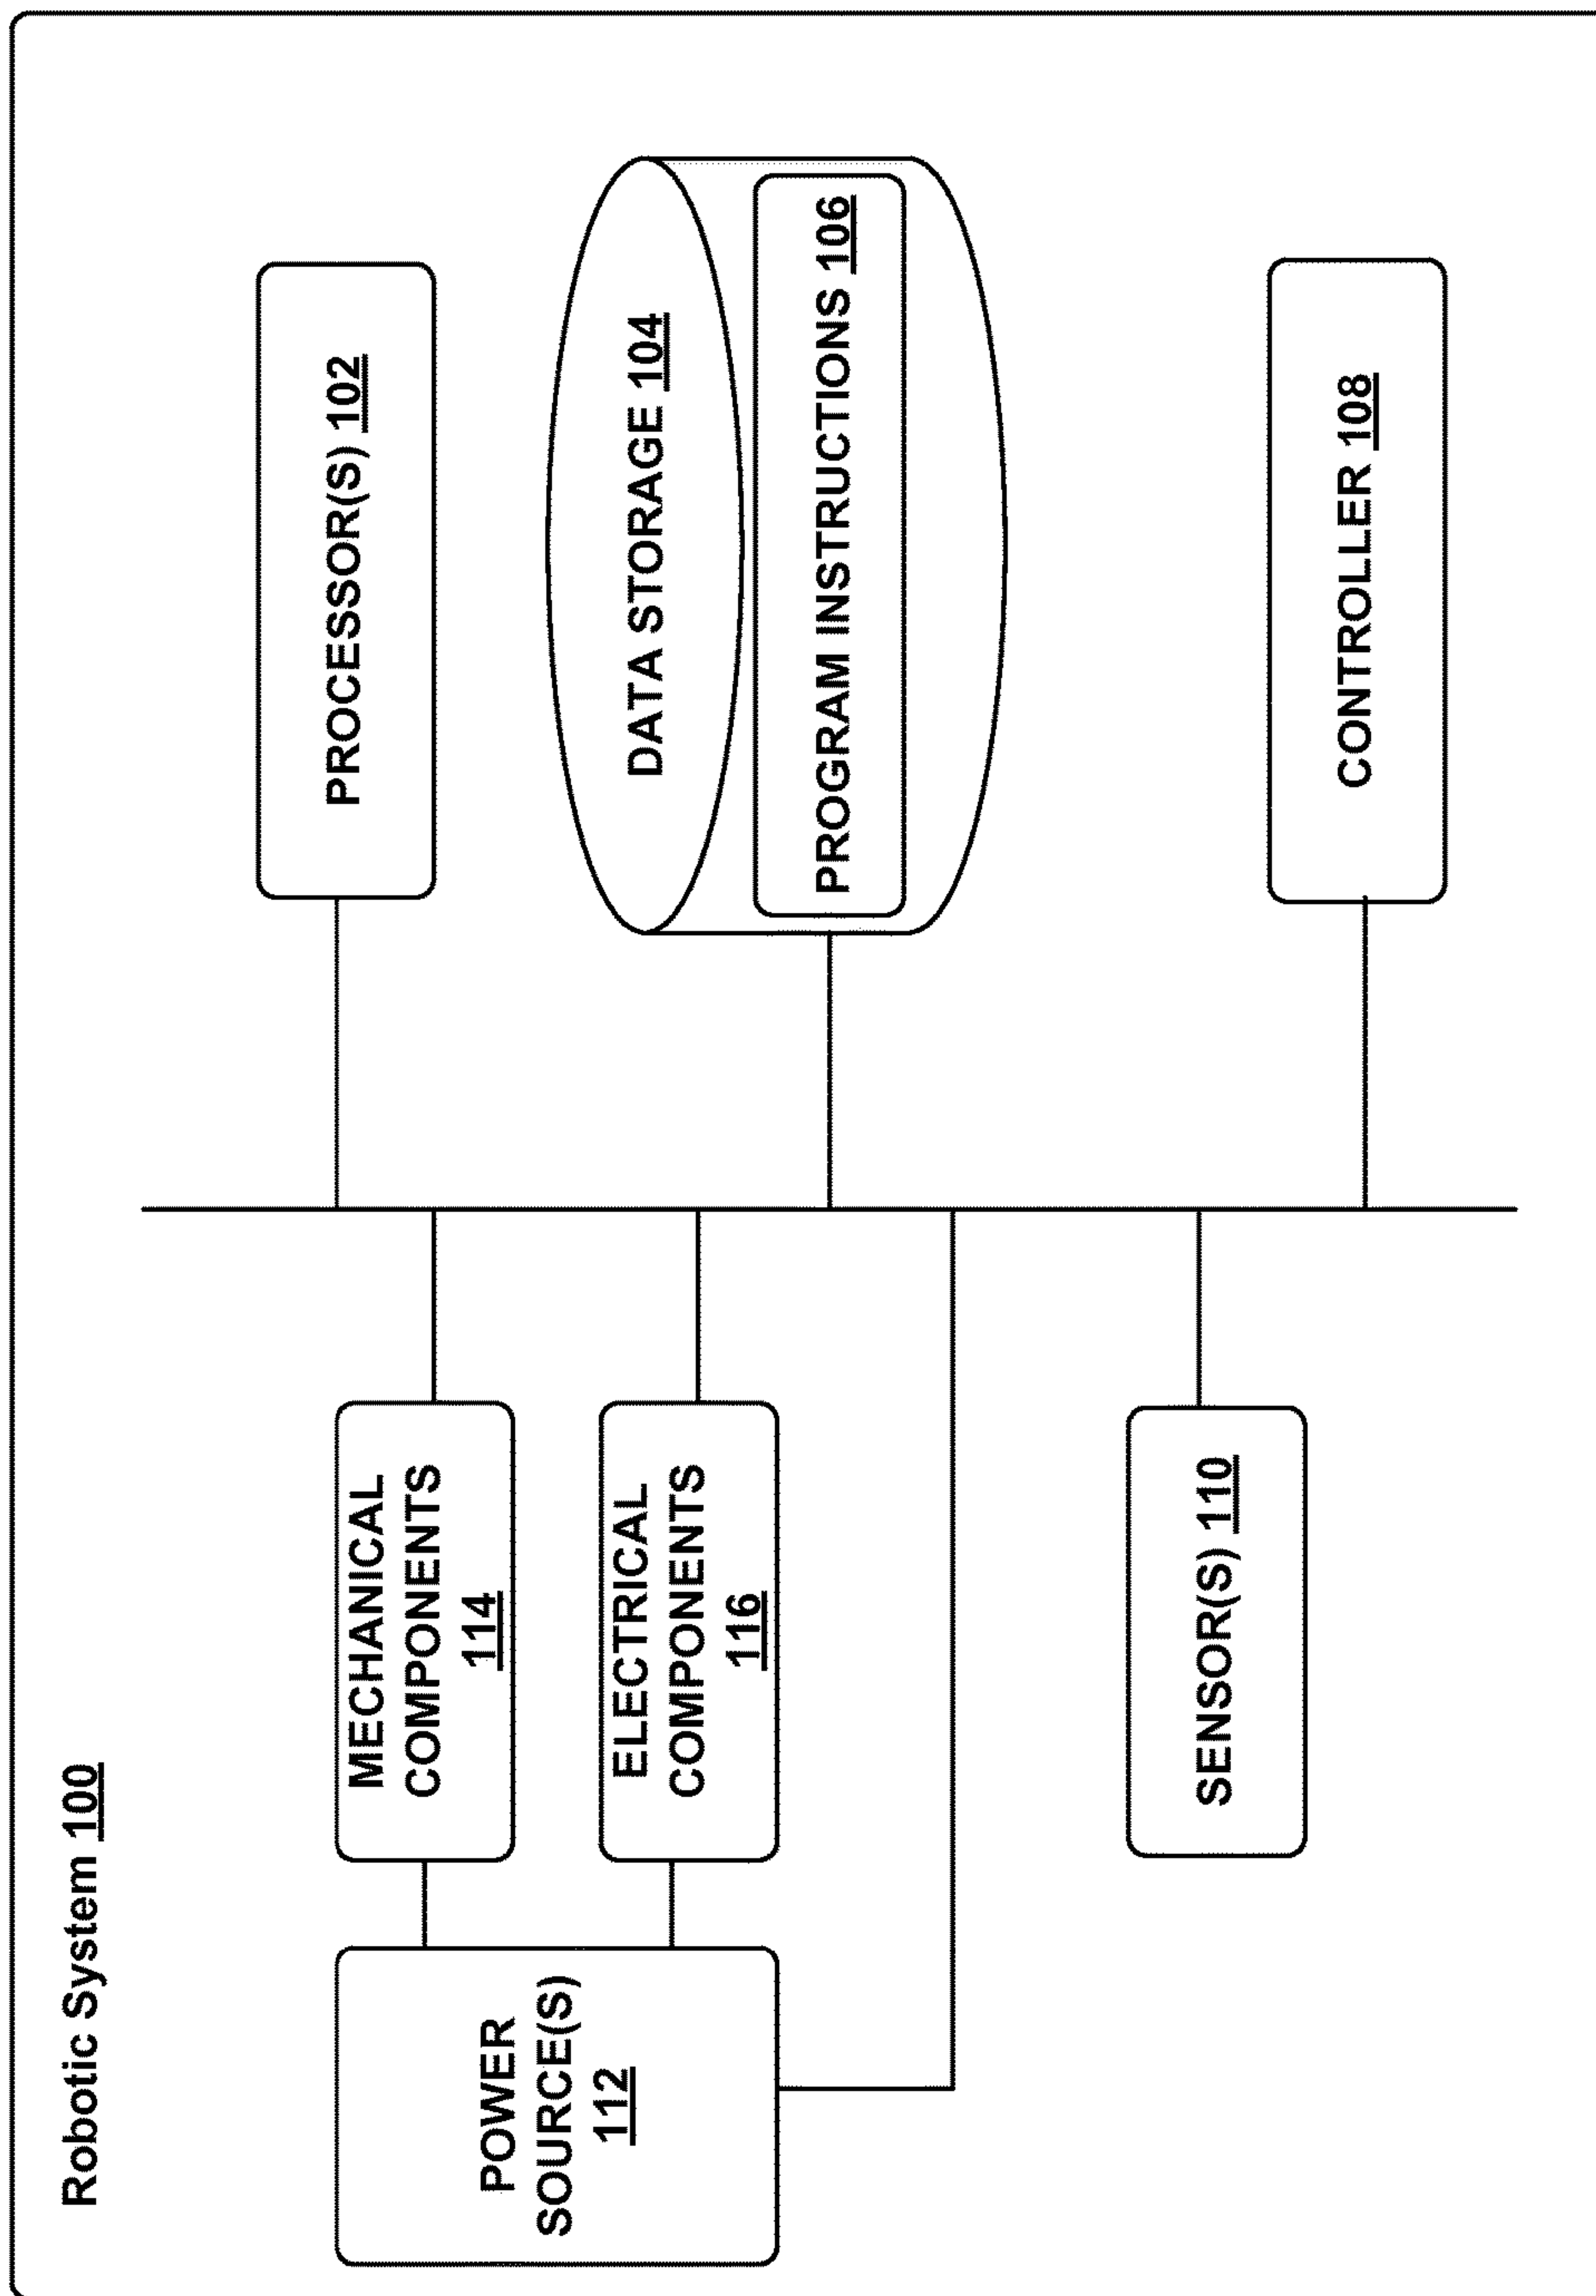 Robotic System 100
PROCESSOR(S) 102
DATA STORAGE 104
PROGRAM INSTRUCTIONS 106
CONTROLLER 108
MECHANICAL
COMPONENTS
114
ELECTRICAL
COMPONENTS
116
POWER
SOURCE(S)
112
SENSOR(S) 110